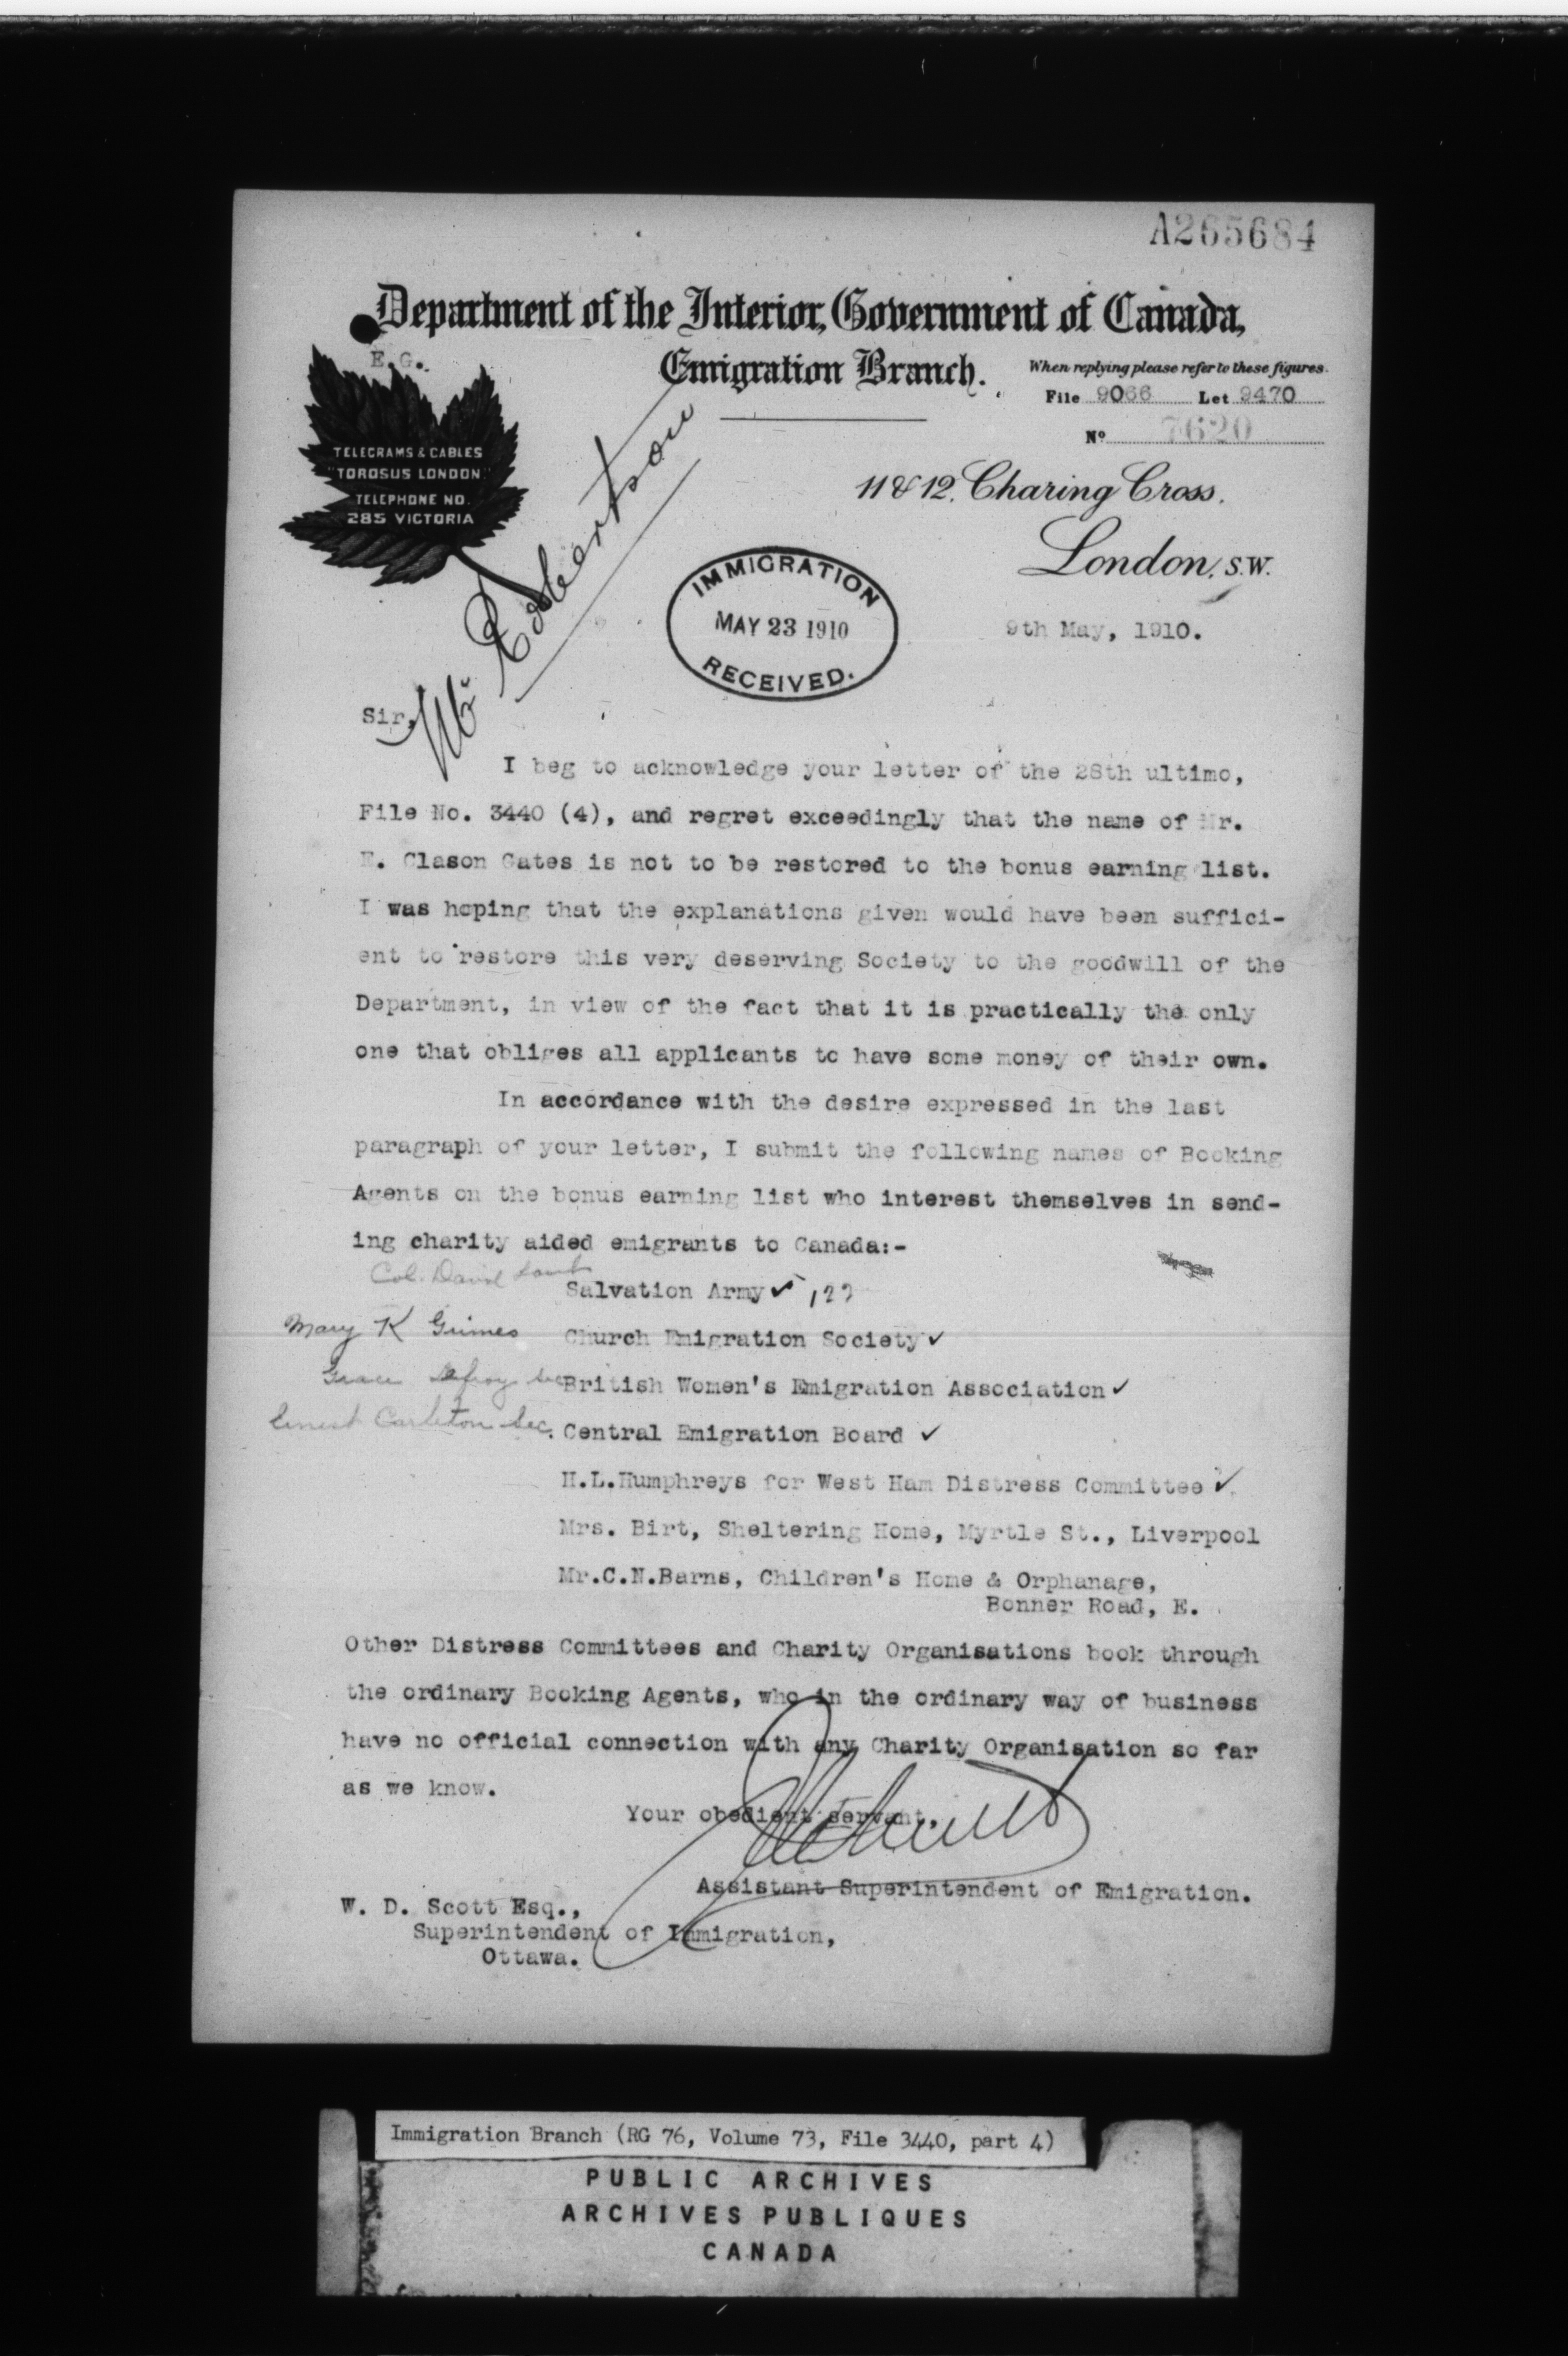 A265684
Department of the Interior, Government of Canada,
E.G.
Emigration Branch.
When replying please refer to these figures.
File 9066 Let 9470
No 7620
TELEGRAMS & CABLES
"TOROSUS LONDON."
TELEPHONE NO.
285 VICTORIA
11 & 12, Charing Cross.
London, S.W.
Mr. Robertson
IMMIGRATION
MAY 23 1910
RECEIVED.
9th May, 1910.
Sir,
I beg to acknowledge your letter of the 28th ultimo,
File No. 3440 (4), and regret exceedingly that the name of Mr.
E. Clason Gates is not to be restored to the bonus earning list.
I was hoping that the explanations given would have been suffici-
ent to restore this very deserving Society to the goodwill of the
Department, in view of the fact that it is practically the only
one that obliges all applicants to have some money of their own.
In accordance with the desire expressed in the last
paragraph of your letter, I submit the following names of Booking
Agents on the bonus earning list who interest themselves in send-
ing charity aided emigrants to Canada:-
Col. David Lamb
Salvation Army ✓
Mary K Grimes Church Emigration Society ✓
Grace Lefroy Sec British Women's Emigration Association ✓
Ernest Carleton Sec. Central Emigration Board ✓
H.L.Humphreys for West Ham Distress Committee ✓
Mrs. Birt, Sheltering Home, Myrtle St., Liverpool
Mr.C.N.Barns, Children's Home & Orphanage,
Bonner Road, E.
Other Distress Committees and Charity Organisations book through
the ordinary Booking Agents, who in the ordinary way of business
have no official connection with any Charity Organisation so far
as we know.
Your obedient servant,
Assistant Superintendent of Emigration.
W. D. Scott Esq.,
Superintendent of Immigration,
Ottawa.
Immigration Branch (RG 76, Volume 73, File 3440, part 4)
PUBLIC ARCHIVES
ARCHIVES PUBLIQUES
CANADA